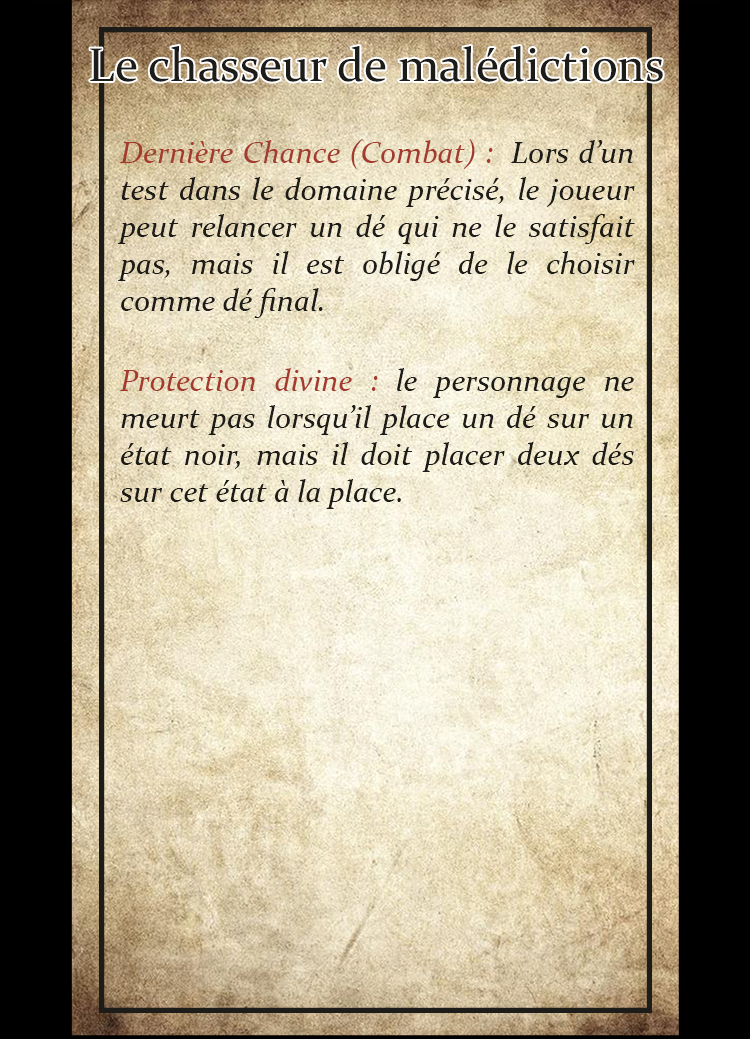 Le chasseur de malédictions
Dernière Chance (Combat) : Lors d’un
test dans le domaine précisé, le joueur
peut relancer un dé qui ne le satisfait
pas, mais il est obligé de le choisir
comme dé final.
Protection divine : le personnage ne
meurt pas lorsqu’il place un dé sur un
état noir, mais il doit placer deux dés
sur cet état à la place.